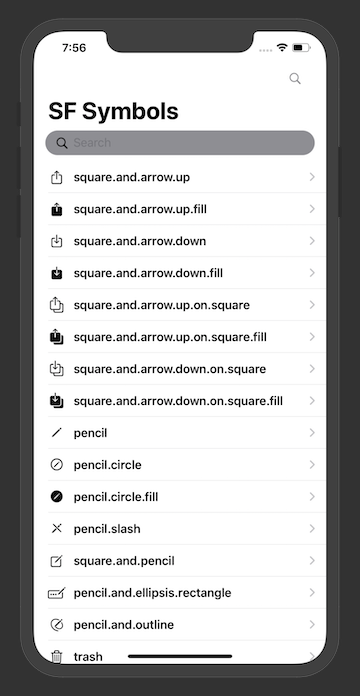 7:56
SF Symbols
Search
square.and.arrow.up
square.and.arrow.up.fill
square.and.arrow.down
square.and.arrow.down.fill
square.and.arrow.up.on.square
square.and.arrow.up.on.square.fill
square.and.arrow.down.on.square
square.and.arrow.down.on.square.fill
pencil
pencil.circle
pencil.circle.fill
pencil.slash
square.and.pencil
pencil.and.ellipsis.rectangle
pencil.and.outline
trash